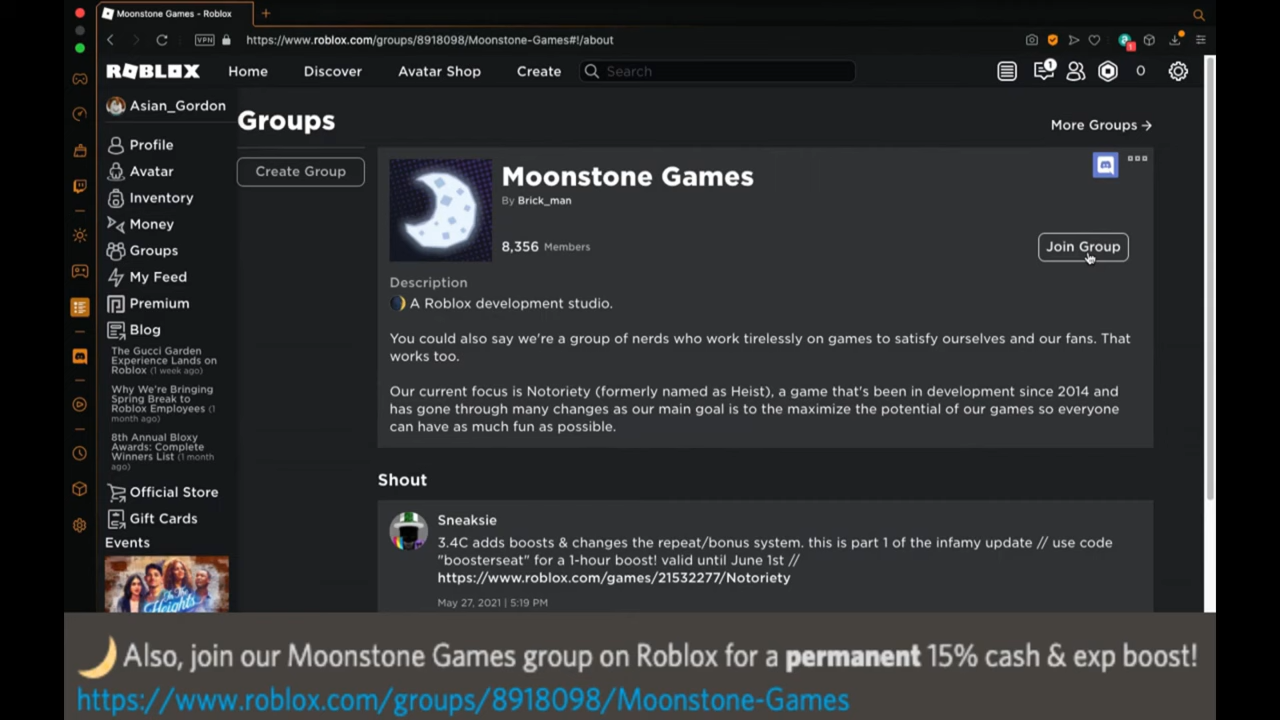 Moonstone Games - Roblox
+
VPN https://www.roblox.com/groups/8918098/Moonstone-Games#!/about
1
ROBLOX Home Discover Avatar Shop Create Search 1 0
Asian_Gordon
Profile
Avatar
Inventory
Money
Groups
My Feed
Premium
Blog
The Gucci Garden
Experience Lands on
Roblox (1 week ago)
Why We're Bringing
Spring Break to
Roblox Employees (1
month ago)
8th Annual Bloxy
Awards: Complete
Winners List (1 month
ago)
Official Store
Gift Cards
Events
In The
Heights
Groups
More Groups →
Create Group
Moonstone Games
By Brick_man
8,356 Members
Join Group
Description
🌒 A Roblox development studio.
You could also say we're a group of nerds who work tirelessly on games to satisfy ourselves and our fans. That
works too.
Our current focus is Notoriety (formerly named as Heist), a game that's been in development since 2014 and
has gone through many changes as our main goal is to the maximize the potential of our games so everyone
can have as much fun as possible.
Shout
Sneaksie
3.4C adds boosts & changes the repeat/bonus system. this is part 1 of the infamy update // use code
"boosterseat" for a 1-hour boost! valid until June 1st //
https://www.roblox.com/games/21532277/Notoriety
May 27, 2021 | 5:19 PM
🌙 Also, join our Moonstone Games group on Roblox for a permanent 15% cash & exp boost!
https://www.roblox.com/groups/8918098/Moonstone-Games